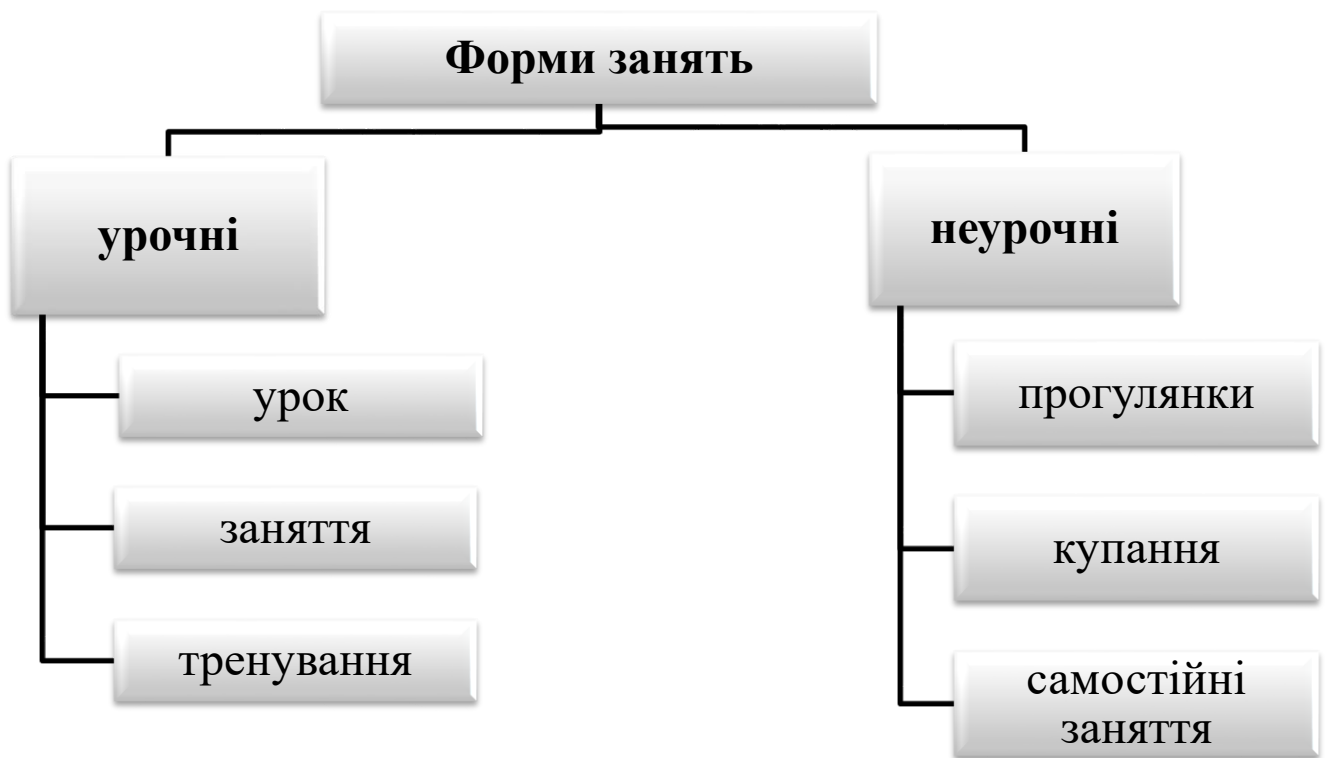 Форми занять
урочні
урок
заняття
тренування
неурочні
прогулянки
купання
самостійні
заняття